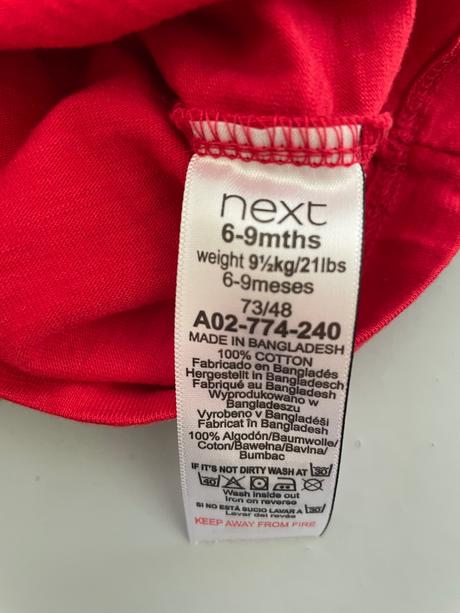 next
6-9mths
weight 9½kg/21lbs
6-9meses
73/48
A02-774-240
MADE IN BANGLADESH
100% COTTON
Fabricado en Bangladés
Hergestellt in Bangladesch
Fabriqué au Bangladesh
Wyprodukowano w
Bangladeszu
Vyrobeno v Bangladéši
Fabricat în Bangladesh
100% Algodón/Baumwolle/
Coton/Bawełna/Bavlna/
Bumbac
IF IT'S NOT DIRTY WASH AT 30
40
Wash inside out
Iron on reverse
SI NO ESTÁ SUCIO LAVAR A 30
Lavar del revés
KEEP AWAY FROM FIRE